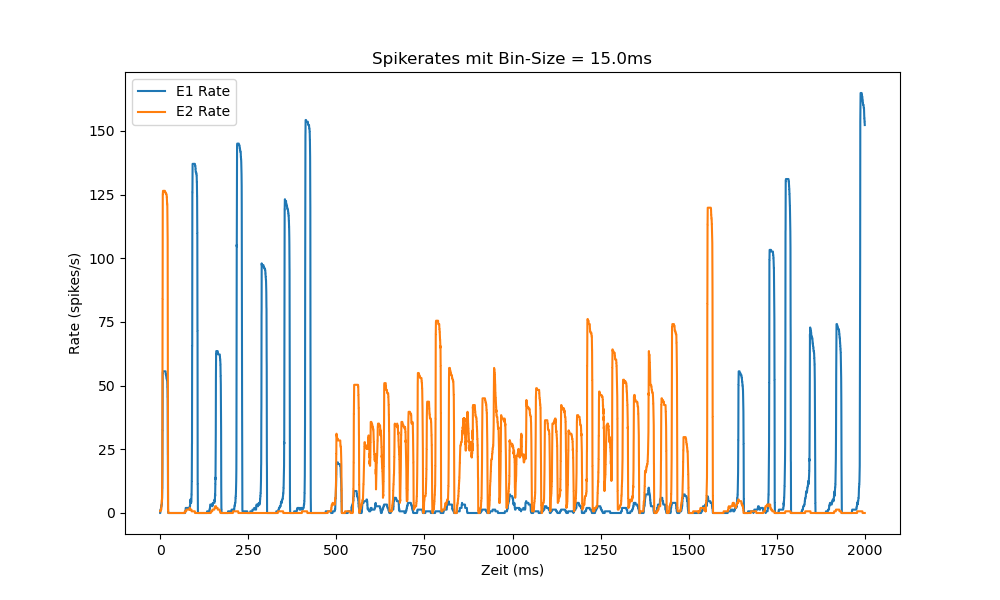 Spikerates mit Bin-Size = 15.0ms
E1 Rate
E2 Rate
150
125
100
75
50
25
0
Rate (spikes/s)
0 250 500 750 1000 1250 1500 1750 2000
Zeit (ms)